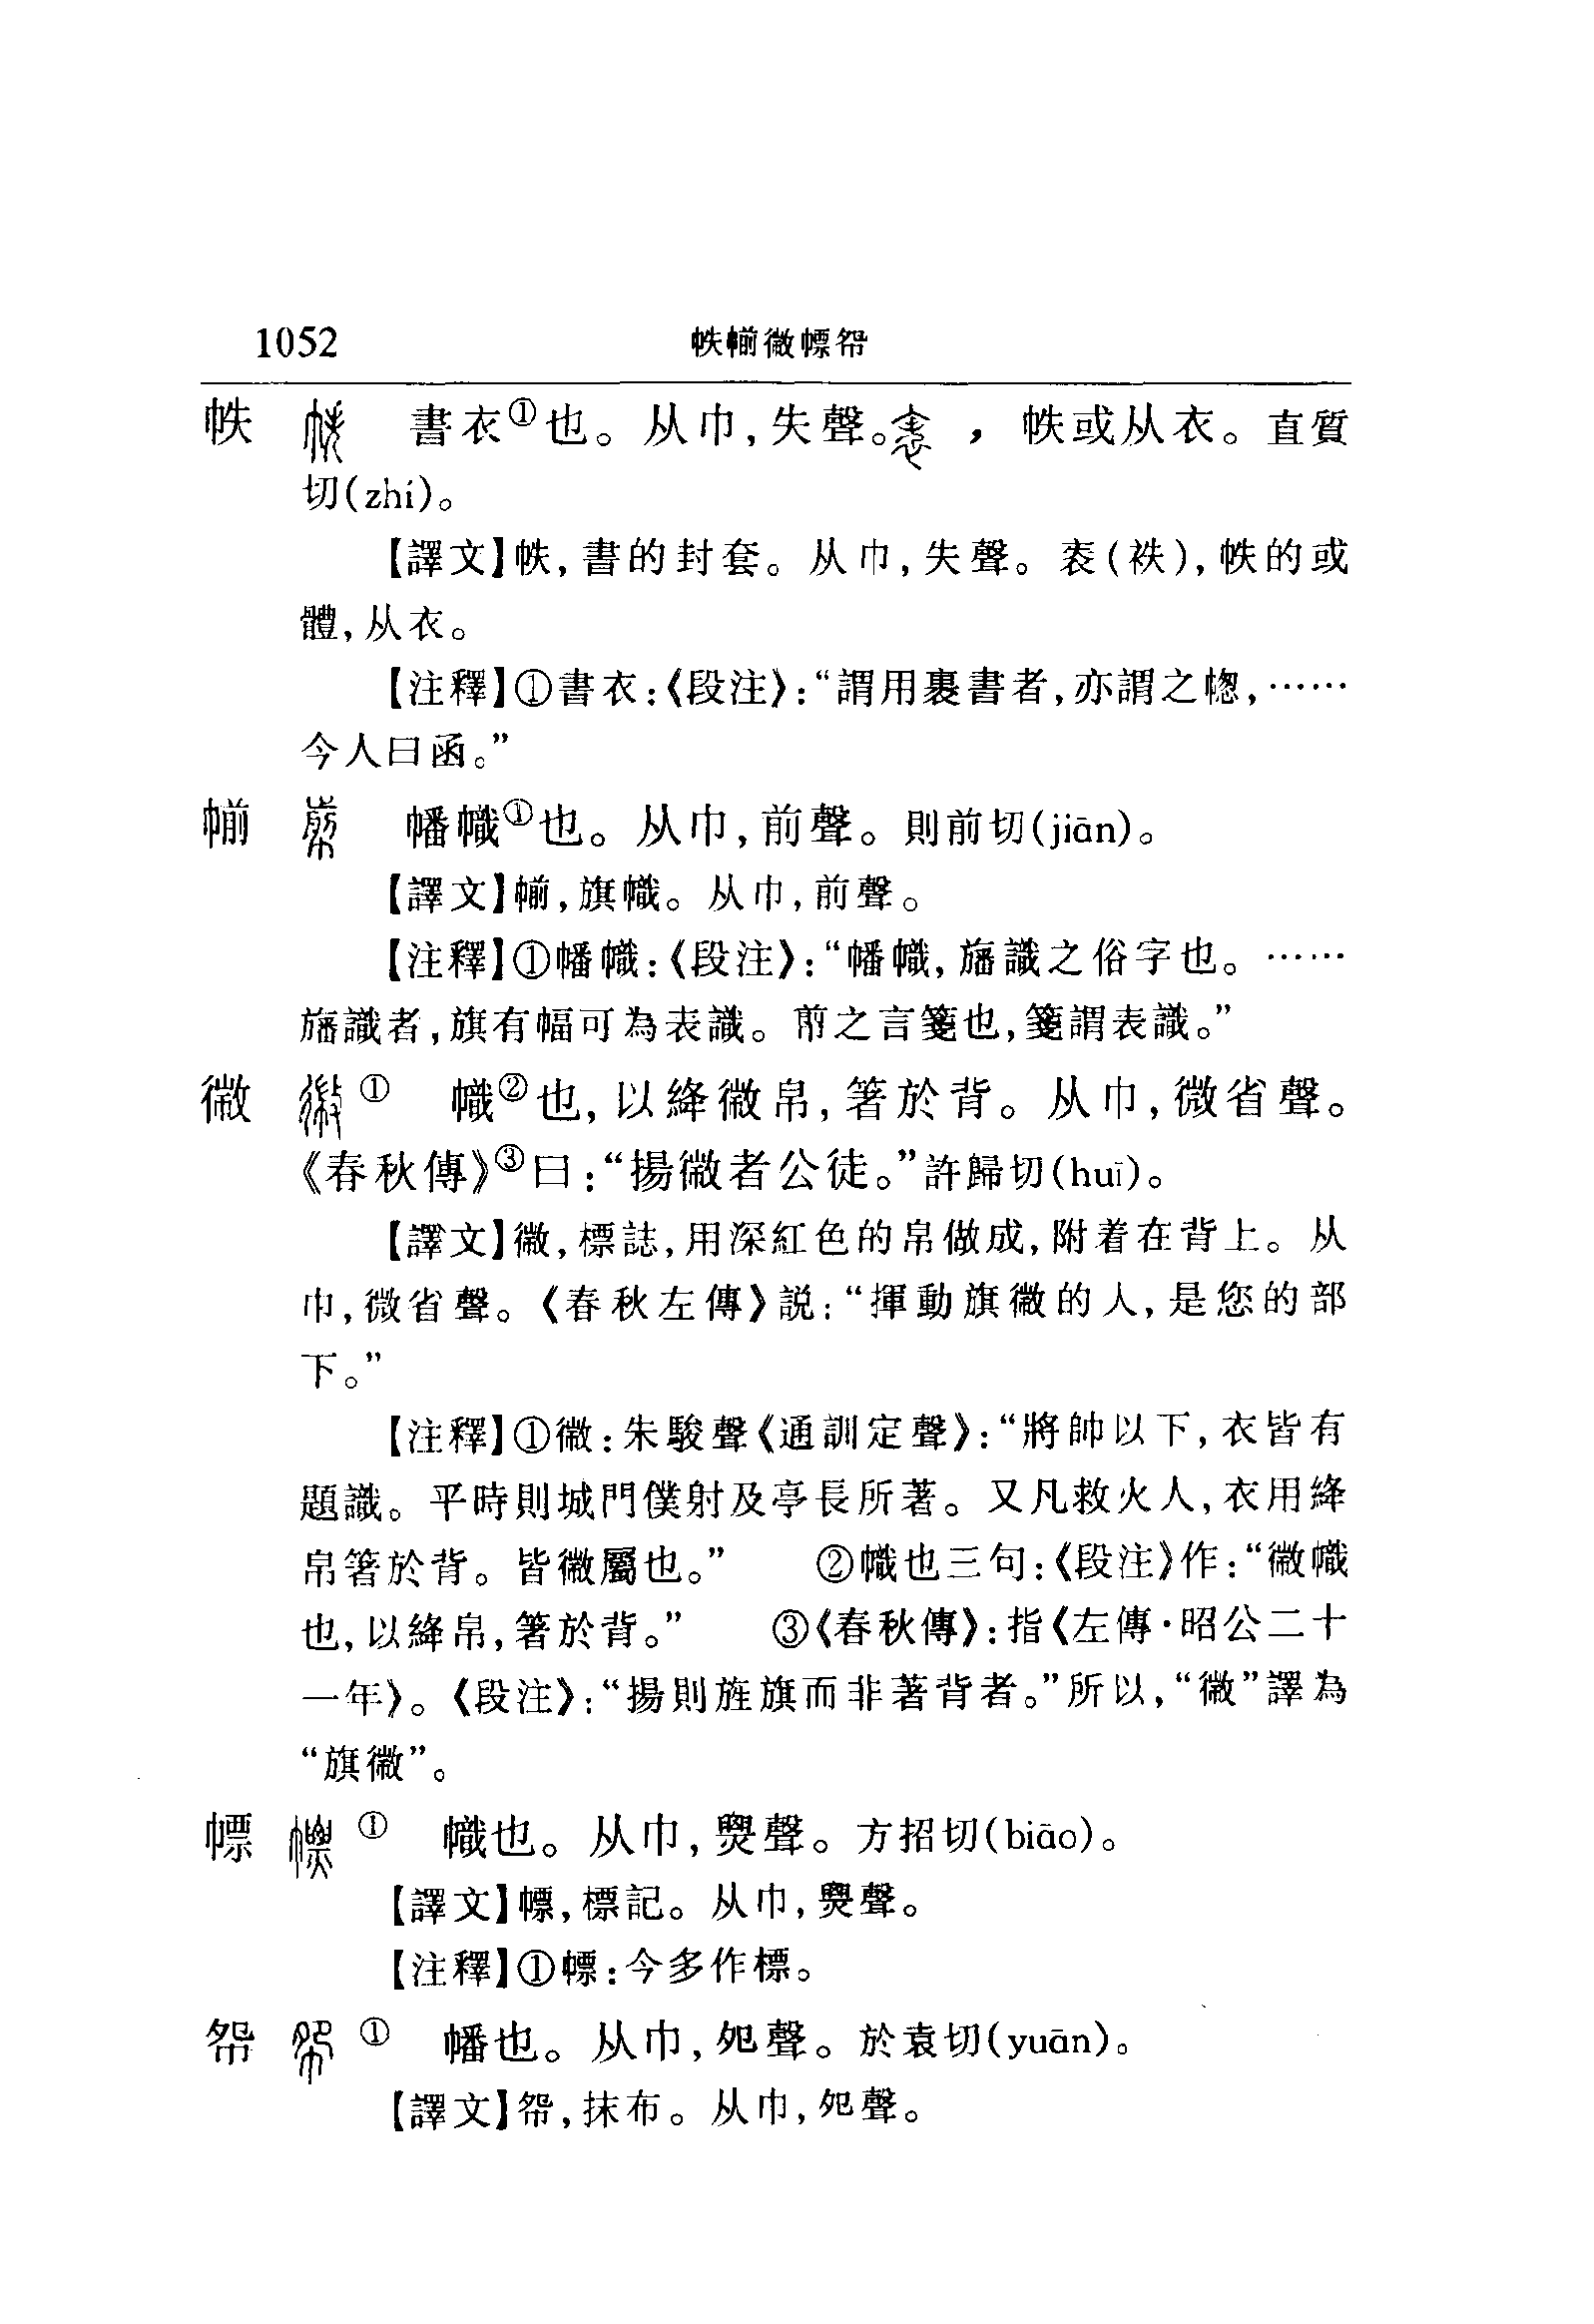 1052 帙㡐微幖帤
帙 書衣①也。从巾，失聲。袠，帙或从衣。直質
切(zhí)。
【譯文】帙，書的封套。从巾，失聲。袠(袟)，帙的或
體，从衣。
【注釋】①書衣：《段注》：“謂用裹書者，亦謂之幒，……
今人曰函。”
㡐 幡幟①也。从巾，前聲。則前切(jiān)。
【譯文】㡐，旗幟。从巾，前聲。
【注釋】①幡幟：《段注》：“幡幟，旛識之俗字也。……
旛識者，旗有幅可為表識。䒶之言箋也，箋謂表識。”
徽 ① 幟②也，以絳徽帛，箸於背。从巾，微省聲。
《春秋傳》③曰：“揚徽者公徒。”許歸切(huī)。
【譯文】徽，標誌，用深紅色的帛做成，附着在背上。从
巾，微省聲。《春秋左傳》説：“揮動旗徽的人，是您的部
下。”
【注釋】①徽：朱駿聲《通訓定聲》：“將帥以下，衣皆有
題識。平時則城門僕射及亭長所著。又凡救火人，衣用絳
帛箸於背。皆徽屬也。” ②幟也三句：《段注》作：“徽幟
也，以絳帛，箸於背。” ③《春秋傳》：指《左傳·昭公二十
一年》。《段注》：“揚則旌旗而非著背者。”所以，“徽”譯為
“旗徽”。
幖 ① 幟也。从巾，㷠聲。方招切(biāo)。
【譯文】幖，標記。从巾，㷠聲。
【注釋】①幖：今多作標。
帤 ① 幡也。从巾，夗聲。於袁切(yuān)。
【譯文】帤，抹布。从巾，夗聲。